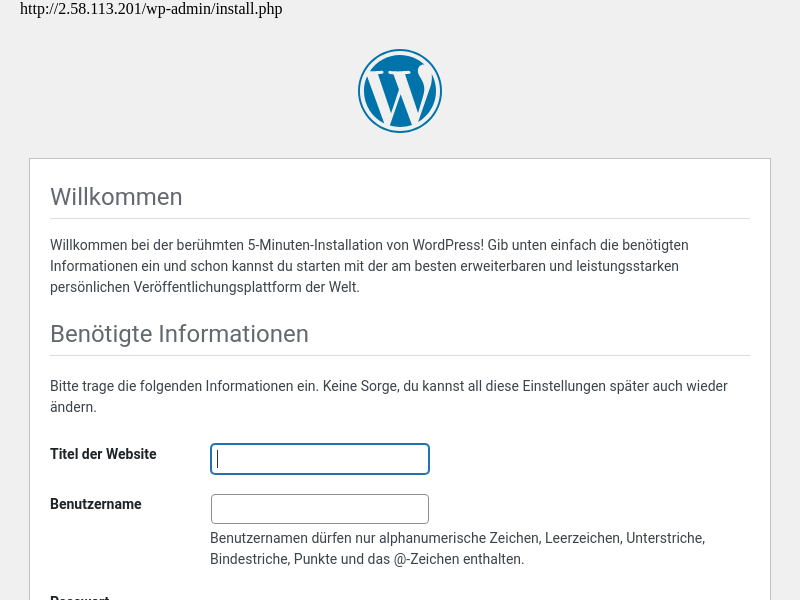 http://2.58.113.201/wp-admin/install.php
Willkommen
Willkommen bei der berühmten 5-Minuten-Installation von WordPress! Gib unten einfach die benötigten
Informationen ein und schon kannst du starten mit der am besten erweiterbaren und leistungsstarken
persönlichen Veröffentlichungsplattform der Welt.
Benötigte Informationen
Bitte trage die folgenden Informationen ein. Keine Sorge, du kannst all diese Einstellungen später auch wieder
ändern.
Titel der Website
Benutzername
Benutzernamen dürfen nur alphanumerische Zeichen, Leerzeichen, Unterstriche,
Bindestriche, Punkte und das @-Zeichen enthalten.